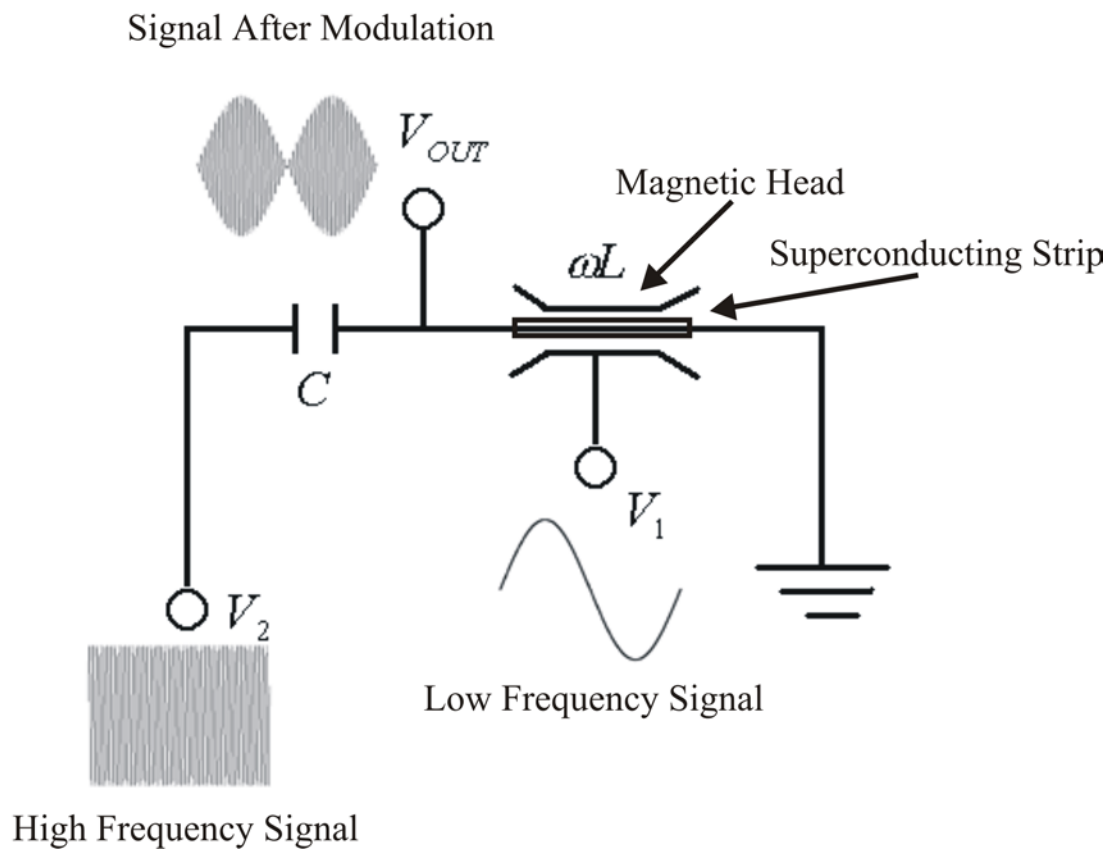 Signal After Modulation
V_OUT
Magnetic Head
Superconducting Strip
ωL
C
V_1
V_2
Low Frequency Signal
High Frequency Signal